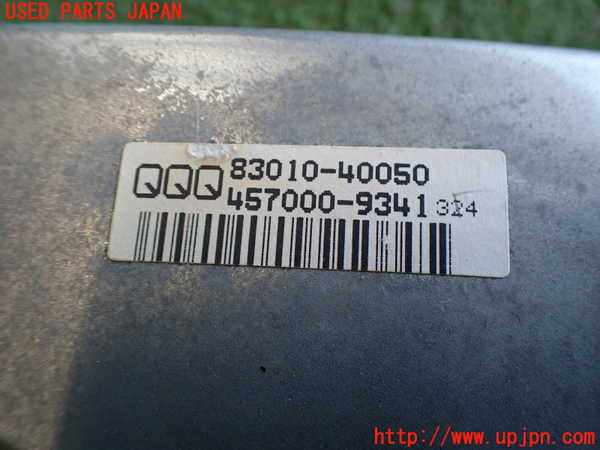 USED PARTS JAPAN
QQQ 83010-40050
457000-9341 324
http://www.upjpn.com/